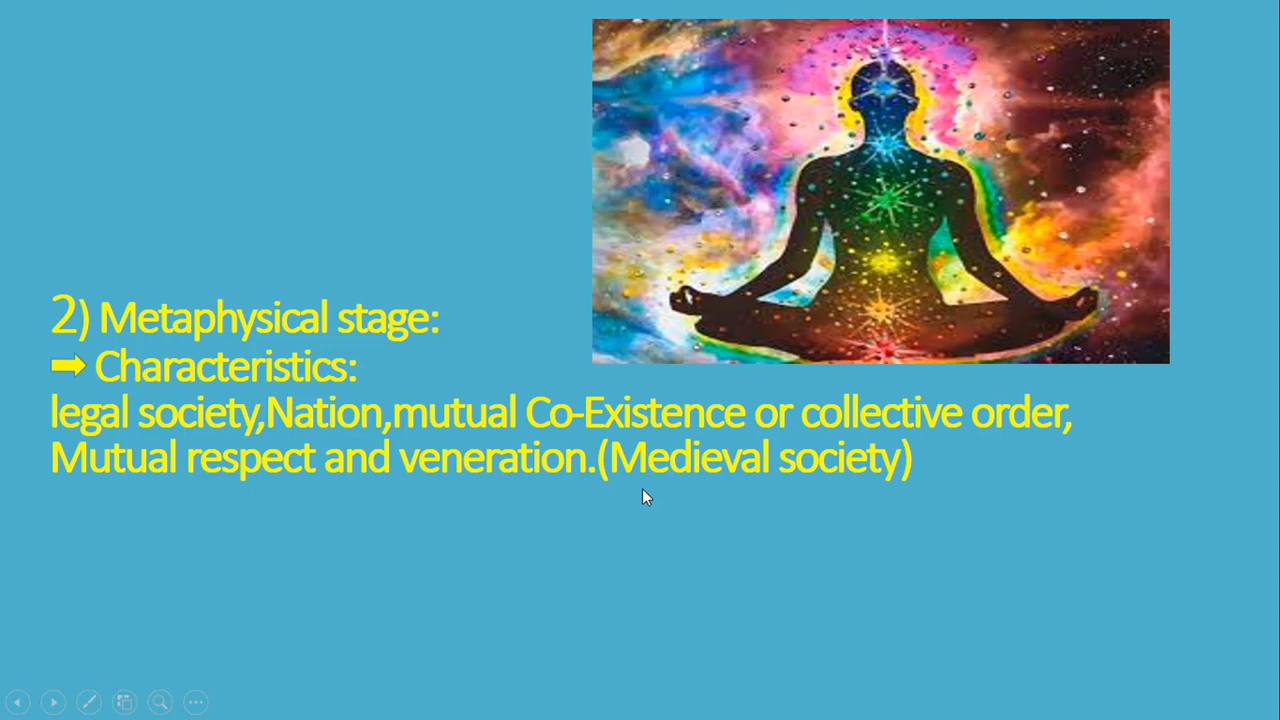 2) Metaphysical stage:
➡ Characteristics:
legal society,Nation,mutual Co-Existence or collective order,
Mutual respect and veneration.(Medieval society)